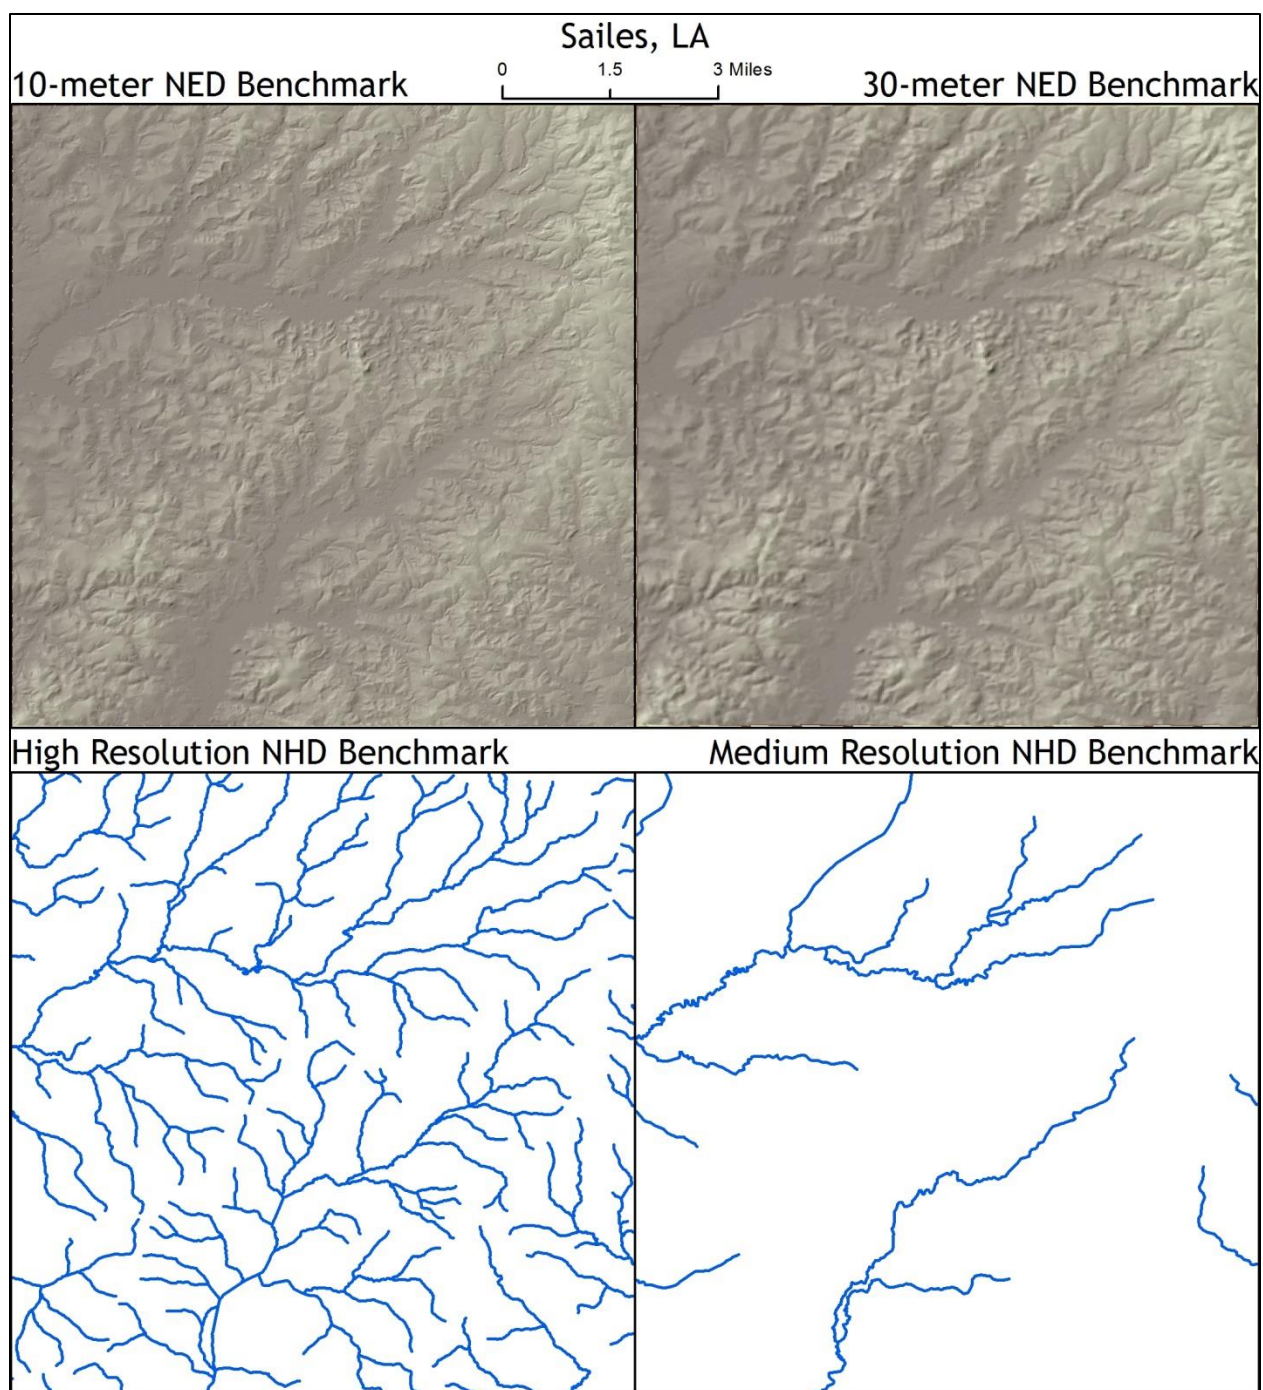 Sailes, LA
0 1.5 3 Miles
10-meter NED Benchmark
30-meter NED Benchmark
High Resolution NHD Benchmark
Medium Resolution NHD Benchmark